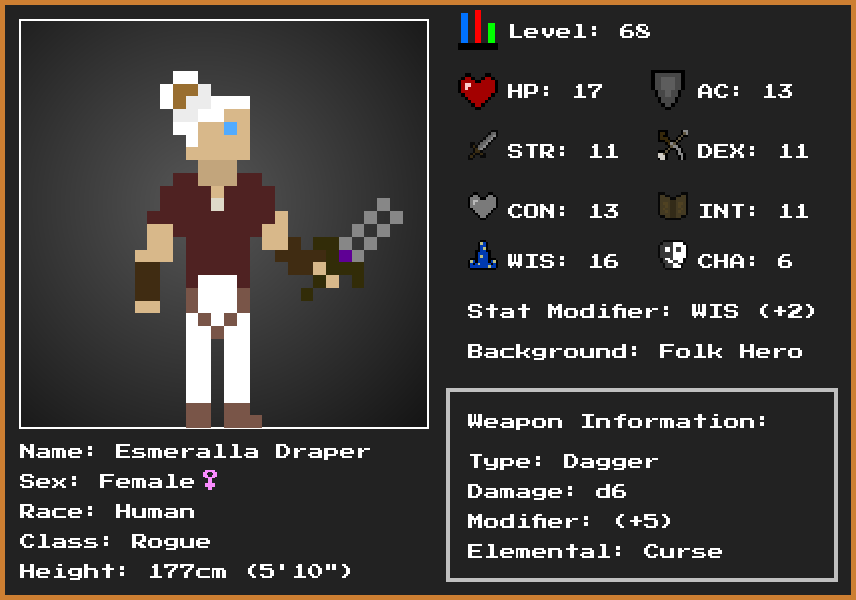 Level: 68
HP: 17
AC: 13
STR: 11
DEX: 11
CON: 13
INT: 11
WIS: 16
CHA: 6
Stat Modifier: WIS (+2)
Background: Folk Hero
Weapon Information:
Type: Dagger
Damage: d6
Modifier: (+5)
Elemental: Curse
Name: Esmeralla Draper
Sex: Female♀
Race: Human
Class: Rogue
Height: 177cm (5'10")